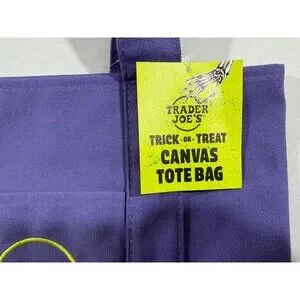 TRADER
JOE'S
TRICK-OR-TREAT
CANVAS
TOTE BAG